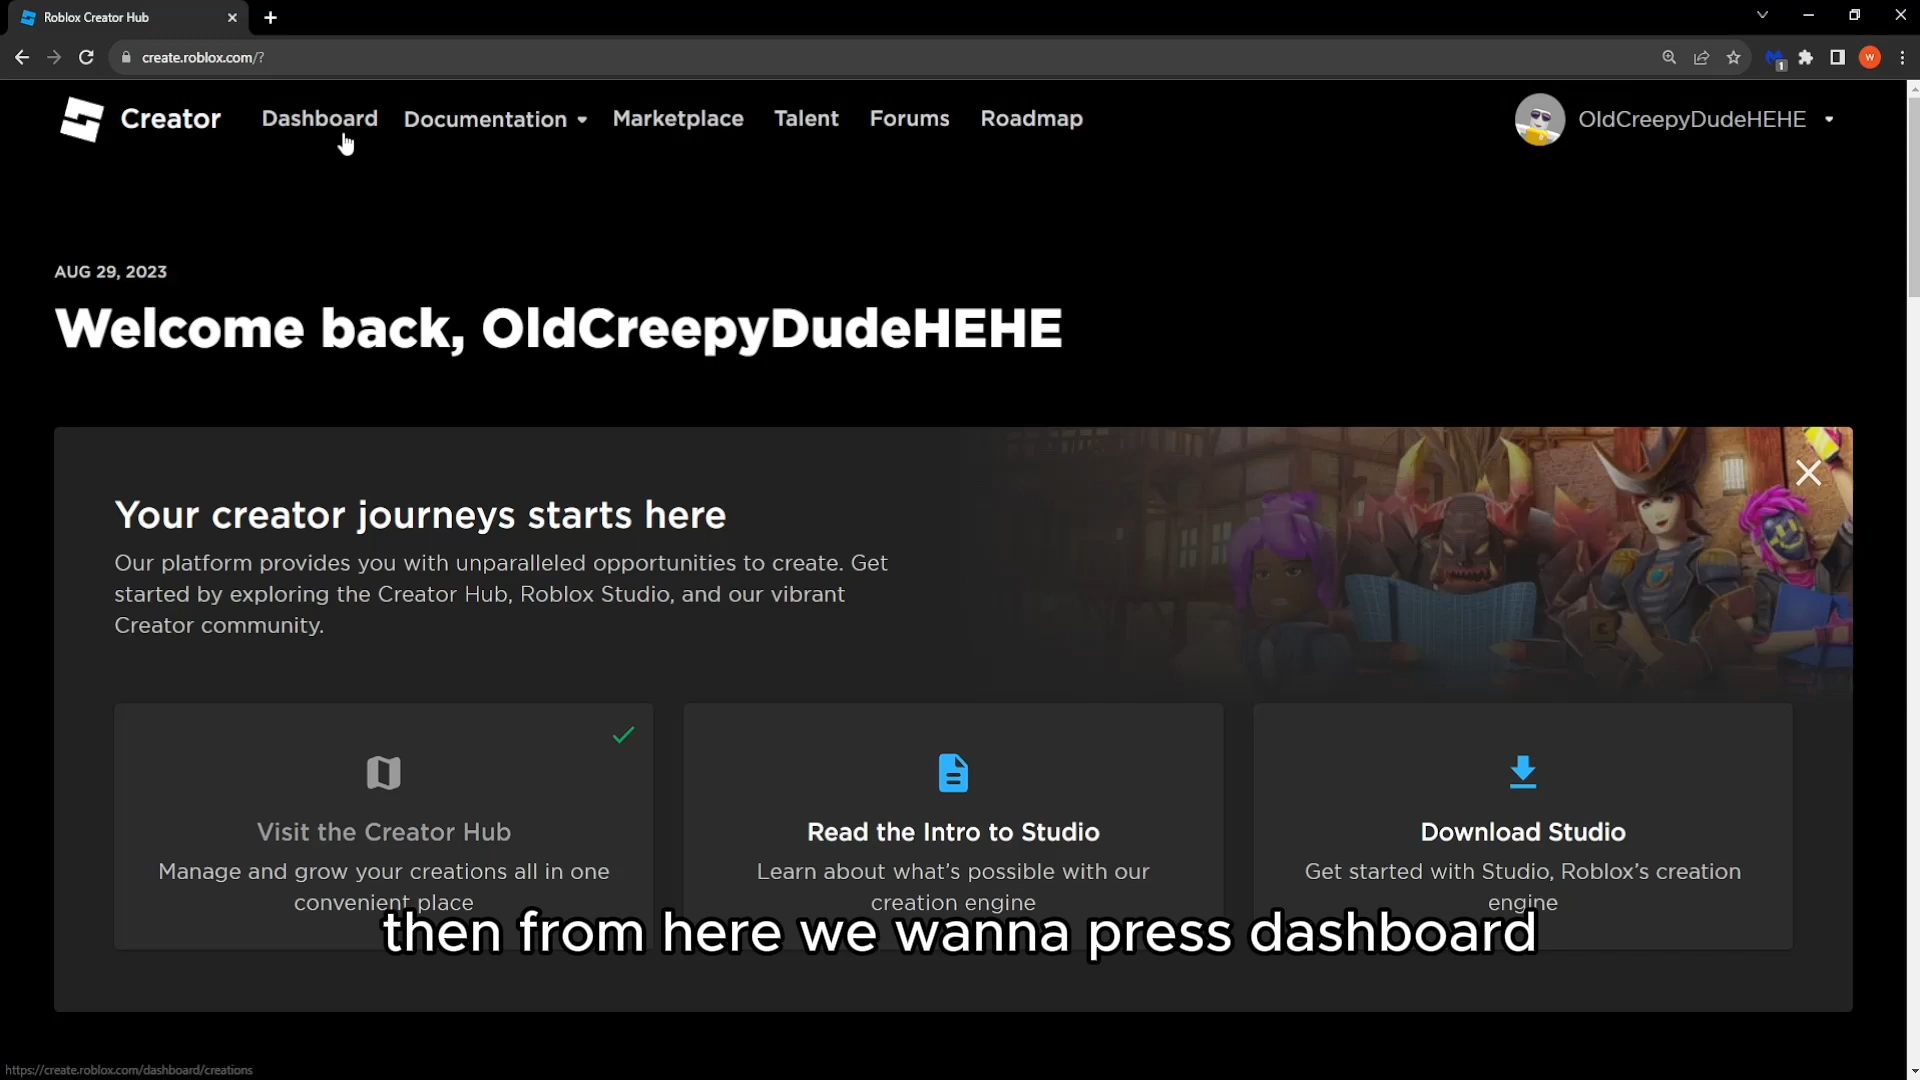 Roblox Creator Hub
create.roblox.com/?
W
1
Creator Dashboard Documentation Marketplace Talent Forums Roadmap OldCreepyDudeHEHE
AUG 29, 2023
Welcome back, OldCreepyDudeHEHE
Your creator journeys starts here
Our platform provides you with unparalleled opportunities to create. Get
started by exploring the Creator Hub, Roblox Studio, and our vibrant
Creator community.
Visit the Creator Hub
Manage and grow your creations all in one
convenient place
Read the Intro to Studio
Learn about what's possible with our
creation engine
Download Studio
Get started with Studio, Roblox's creation
engine
then from here we wanna press dashboard
https://create.roblox.com/dashboard/creations